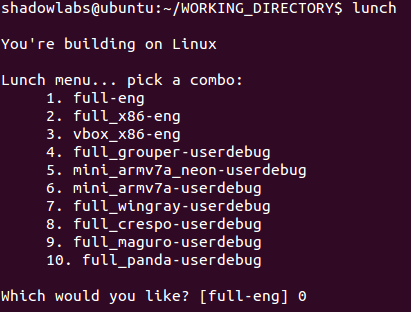 shadowlabs@ubuntu:~/WORKING_DIRECTORY$ lunch
You're building on Linux
Lunch menu... pick a combo:
1. full-eng
2. full_x86-eng
3. vbox_x86-eng
4. full_grouper-userdebug
5. mini_armv7a_neon-userdebug
6. mini_armv7a-userdebug
7. full_wingray-userdebug
8. full_crespo-userdebug
9. full_maguro-userdebug
10. full_panda-userdebug
Which would you like? [full-eng] 0